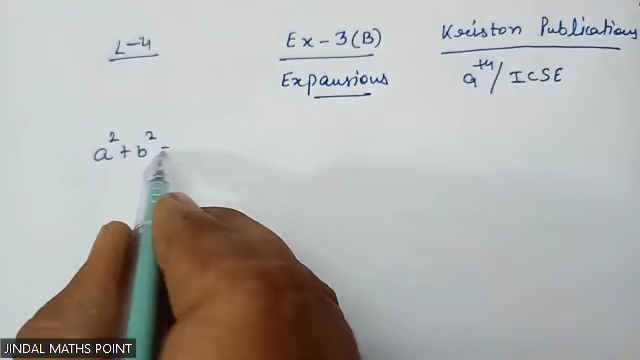 L-4
Ex-3(B)
Expansions
Kriston Publications
9th/ICSE
a² + b² =
JINDAL MATHS POINT